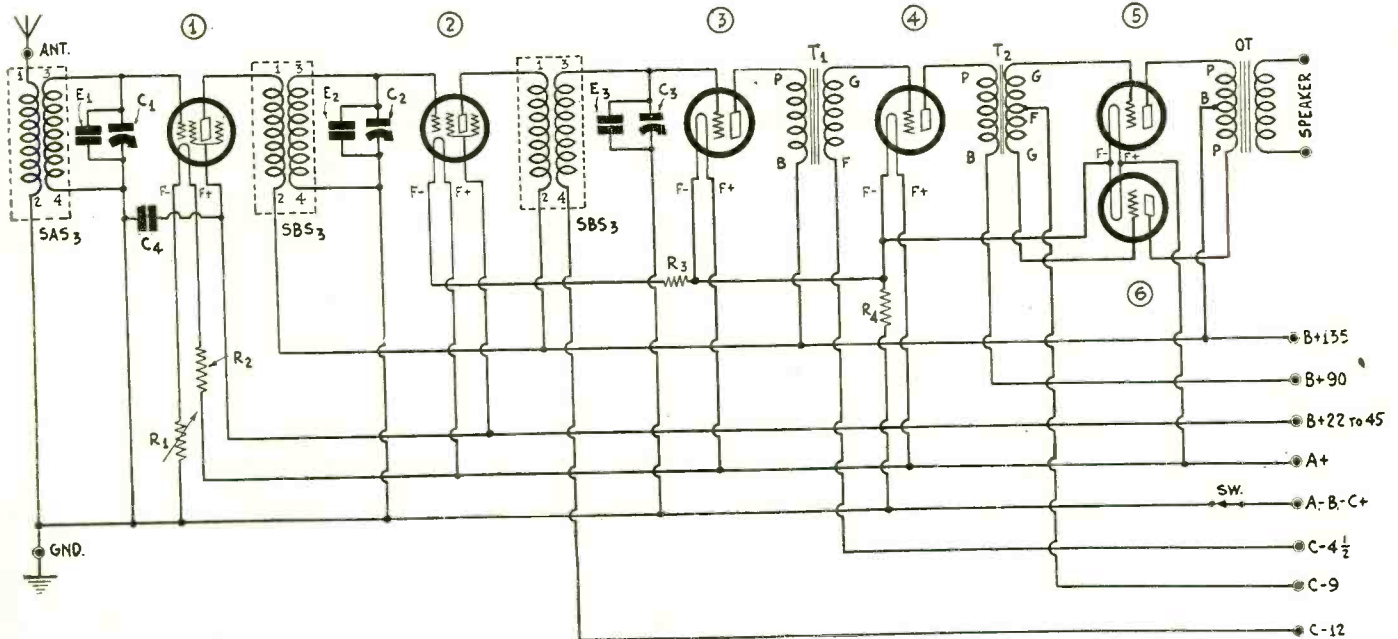 ANT.
1 3
E1 C1
2 4
SAS3
①
F- F+
C4
R1
R2
GND.
1 3
E2 C2
2 4
SBS3
②
F- F+
1 3
E3 C3
2 4
SBS3
③
F- F+
R3
T1
P G
B F
④
F- F+
R4
T2
P G
F
B G
⑤
F- F+
⑥
OT
P
B
P
SPEAKER
B+135
B+90
B+22 TO 45
A+
SW.
A-B-C+
C-4½
C-9
C-12